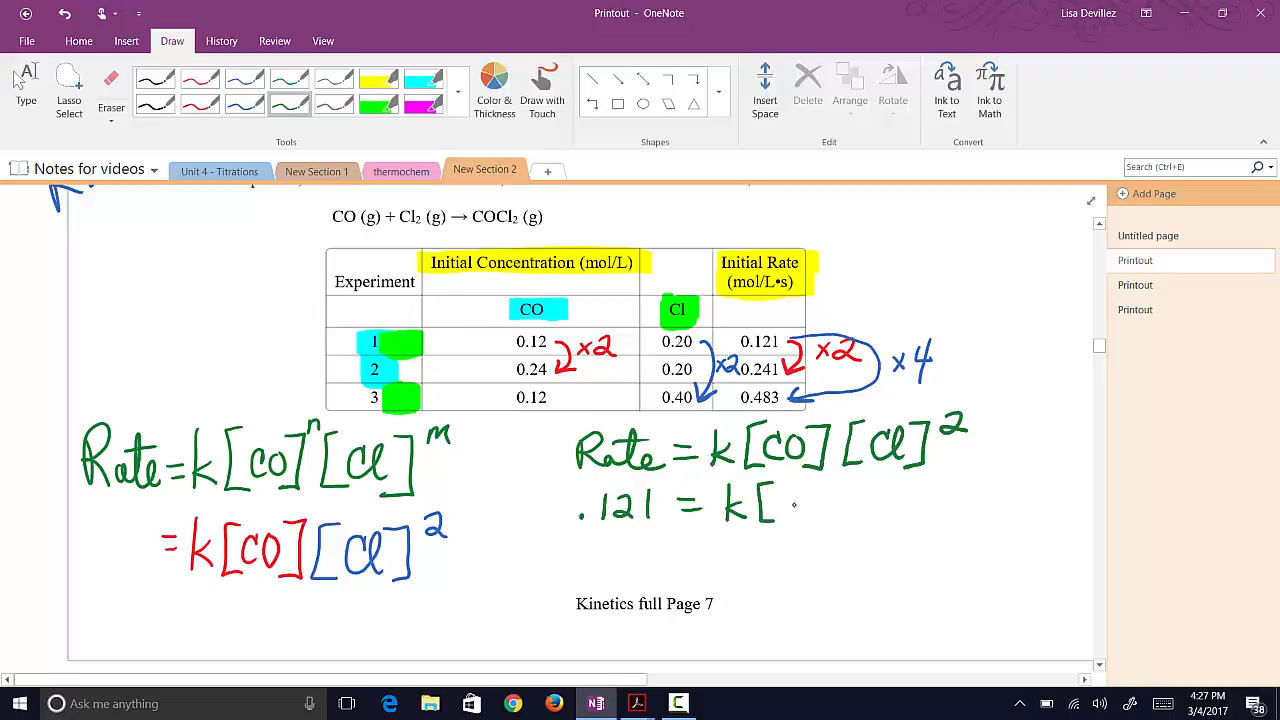 Printout - OneNote
Lisa Devillez
File Home Insert Draw History Review View
Type Lasso Select Eraser Color & Thickness Draw with Touch Insert Space Delete Arrange Rotate Ink to Text Ink to Math
Tools Shapes Edit Convert
Notes for videos Unit 4 - Titrations New Section 1 thermochem New Section 2 Search (Ctrl+E)
Add Page
Untitled page
Printout
Printout
Printout
CO (g) + Cl₂ (g) → COCl₂ (g)
Experiment Initial Concentration (mol/L) Initial Rate (mol/L•s)
CO Cl
1 0.12 0.20 0.121
2 0.24 0.20 0.241
3 0.12 0.40 0.483
×2 ×2 ×2 ×4
Rate = k[CO]ⁿ[Cl]ᵐ
= k[CO][Cl]²
Rate = k[CO][Cl]²
.121 = k[
Kinetics full Page 7
Ask me anything
4:27 PM
3/4/2017
38